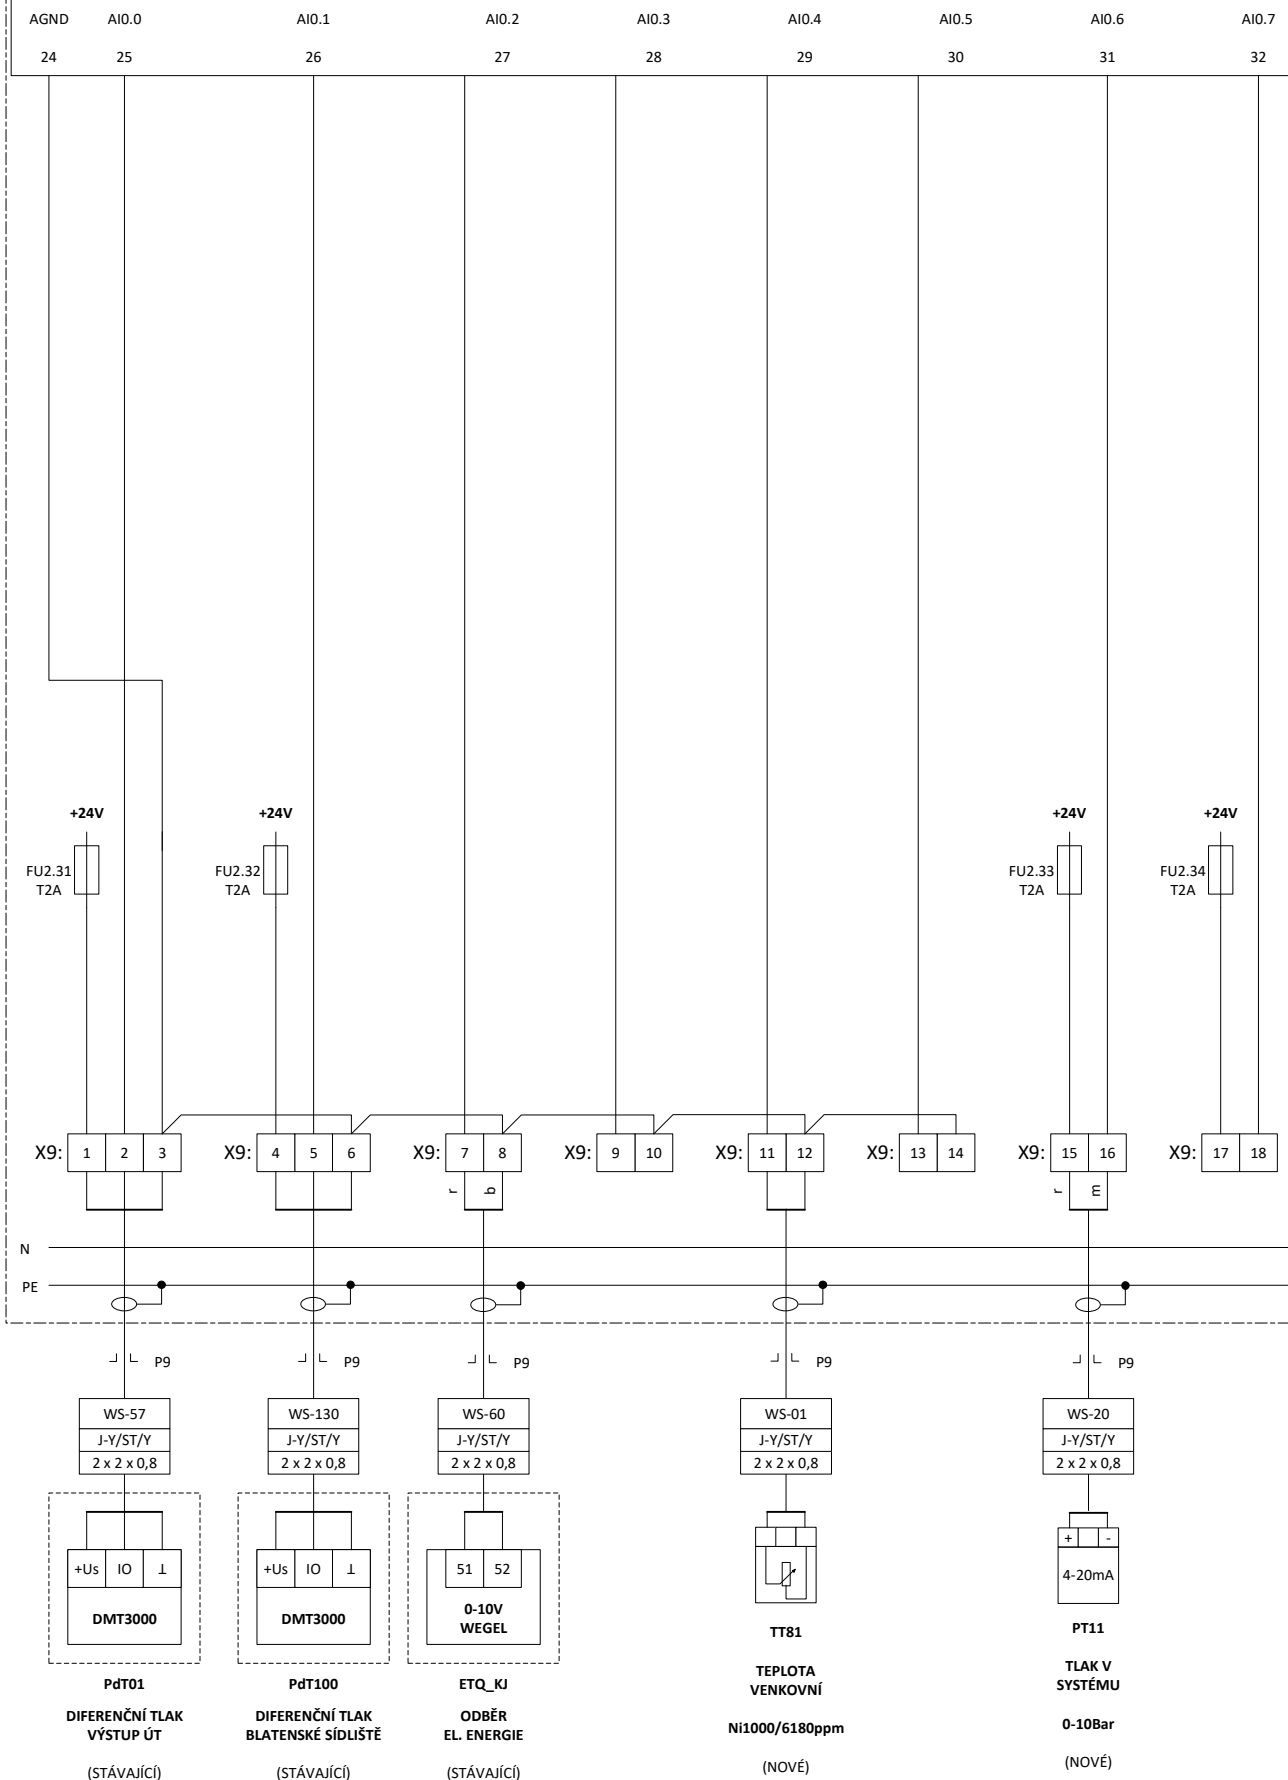 AGND AI0.0 AI0.1 AI0.2 AI0.3 AI0.4 AI0.5 AI0.6 AI0.7
24 25 26 27 28 29 30 31 32
+24V +24V +24V +24V
FU2.31 FU2.32 FU2.33 FU2.34
T2A T2A T2A T2A
X9: 1 2 3 X9: 4 5 6 X9: 7 8 X9: 9 10 X9: 11 12 X9: 13 14 X9: 15 16 X9: 17 18
r b r m
N
PE
P9 P9 P9 P9 P9
WS-57 WS-130 WS-60 WS-01 WS-20
J-Y/ST/Y J-Y/ST/Y J-Y/ST/Y J-Y/ST/Y J-Y/ST/Y
2 x 2 x 0,8 2 x 2 x 0,8 2 x 2 x 0,8 2 x 2 x 0,8 2 x 2 x 0,8
+ -
+Us IO ⊥ +Us IO ⊥ 51 52 4-20mA
DMT3000 DMT3000 0-10V
WEGEL
TT81 PT11
PdT01 PdT100 ETQ_KJ
TEPLOTA
VENKOVNÍ
TLAK V
SYSTÉMU
DIFERENČNÍ TLAK
VÝSTUP ÚT
DIFERENČNÍ TLAK
BLATENSKÉ SÍDLIŠTĚ
ODBĚR
EL. ENERGIE
Ni1000/6180ppm 0-10Bar
(STÁVAJÍCÍ) (STÁVAJÍCÍ) (STÁVAJÍCÍ) (NOVÉ) (NOVÉ)